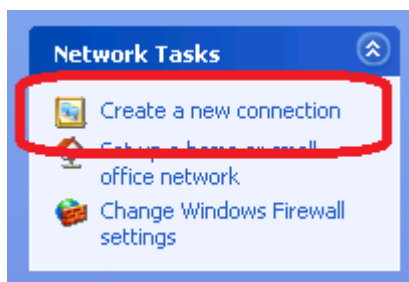 Network Tasks
Create a new connection
Set up a home or small
office network
Change Windows Firewall
settings